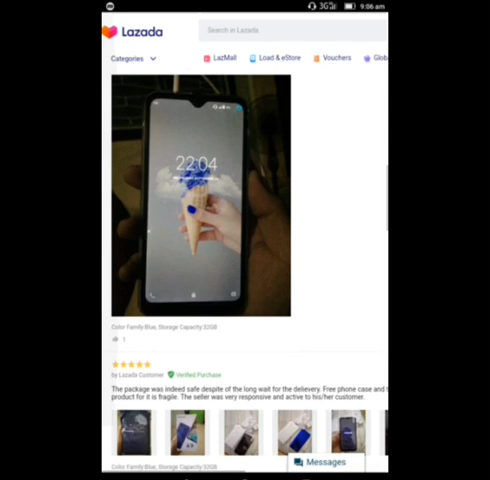 3G
9:06 am
Lazada
Search in Lazada
Categories
LazMall
Load & eStore
Vouchers
Glob
22:04
Color Family:Blue, Storage Capacity:32GB
1
by Lazada Customer
Verified Purchase
The package was indeed safe despite of the long wait for the delievery. Free phone case and t
product for it is fragile. The seller was very responsive and active to his/her customer.
Color Family:Blue, Storage Capacity:32GB
Messages